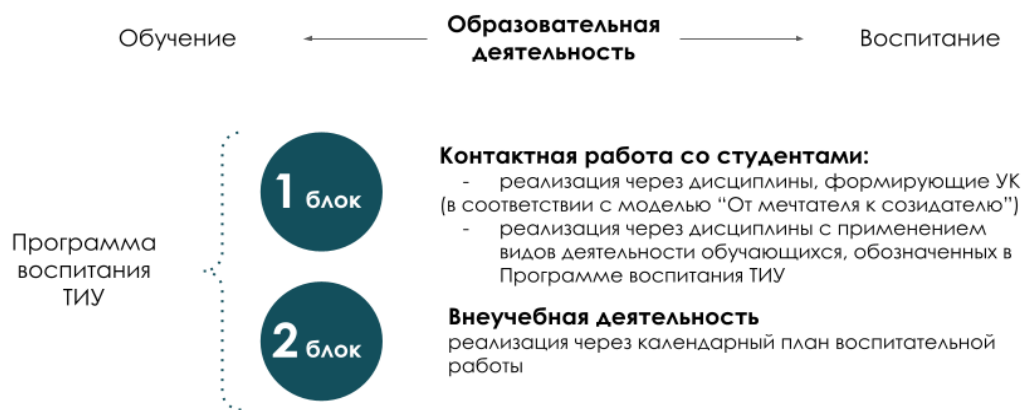 Обучение
Образовательная
деятельность
Воспитание
Программа
воспитания
ТИУ
1 блок
Контактная работа со студентами:
- реализация через дисциплины, формирующие УК
(в соответствии с моделью “От мечтателя к созидателю”)
- реализация через дисциплины с применением
видов деятельности обучающихся, обозначенных в
Программе воспитания ТИУ
2 блок
Внеучебная деятельность
реализация через календарный план воспитательной
работы